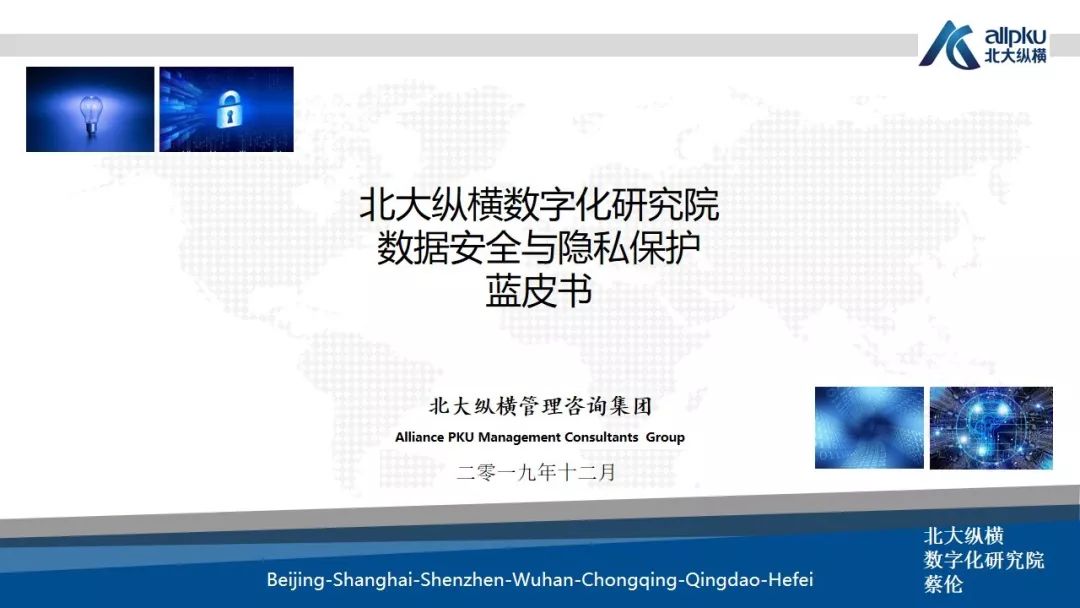 allpku
北大纵横
北大纵横数字化研究院
数据安全与隐私保护
蓝皮书
北大纵横管理咨询集团
Alliance PKU Management Consultants Group
二零一九年十二月
北大纵横
数字化研究院
蔡伦
Beijing-Shanghai-Shenzhen-Wuhan-Chongqing-Qingdao-Hefei